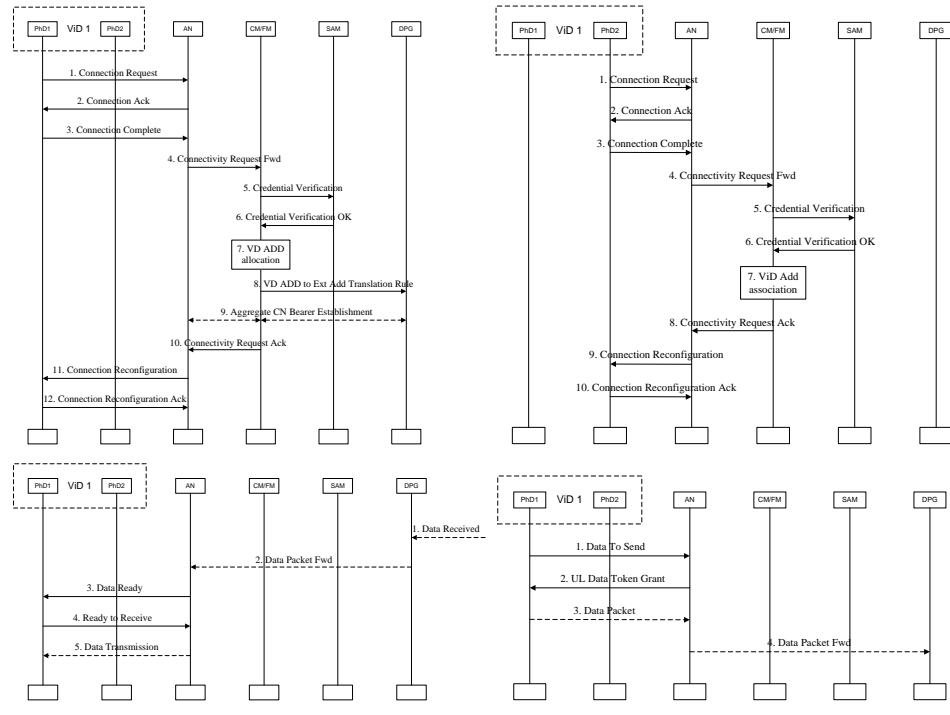 PhD1 ViD 1 PhD2 AN CM/FM SAM DPG
1. Connection Request
2. Connection Ack
3. Connection Complete
4. Connectivity Request Fwd
5. Credential Verification
6. Credential Verification OK
7. VD ADD
allocation
8. VD ADD to Ext Add Translation Rule
9. Aggregate CN Bearer Establishment
10. Connectivity Request Ack
11. Connection Reconfiguration
12. Connection Reconfiguration Ack
PhD1 ViD 1 PhD2 AN CM/FM SAM DPG
1. Connection Request
2. Connection Ack
3. Connection Complete
4. Connectivity Request Fwd
5. Credential Verification
6. Credential Verification OK
7. ViD Add
association
8. Connectivity Request Ack
9. Connection Reconfiguration
10. Connection Reconfiguration Ack
PhD1 ViD 1 PhD2 AN CM/FM SAM DPG
1. Data Received
2. Data Packet Fwd
3. Data Ready
4. Ready to Receive
5. Data Transmission
PhD1 ViD 1 PhD2 AN CM/FM SAM DPG
1. Data To Send
2. UL Data Token Grant
3. Data Packet
4. Data Packet Fwd